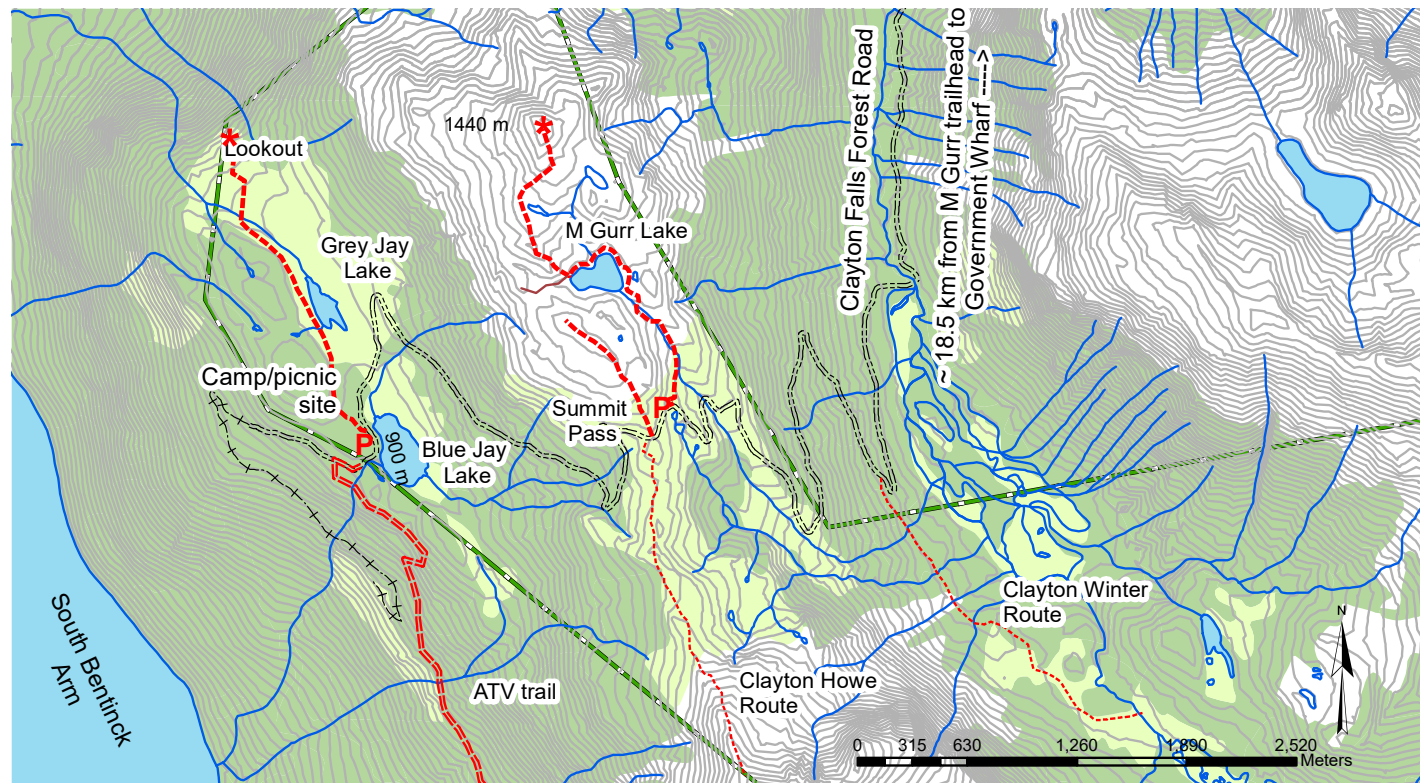 1440 m
Lookout
Clayton Falls Forest Road
~ 18.5 km from M Gurr trailhead to
Government Wharf ---->
M Gurr Lake
Grey Jay
Lake
Camp/picnic
site
P
900 m
Blue Jay
Lake
Summit
Pass
P
South Bentinck
Arm
ATV trail
Clayton Howe
Route
Clayton Winter
Route
N
40
0 315 630 1,260 1,890 2,520
Meters